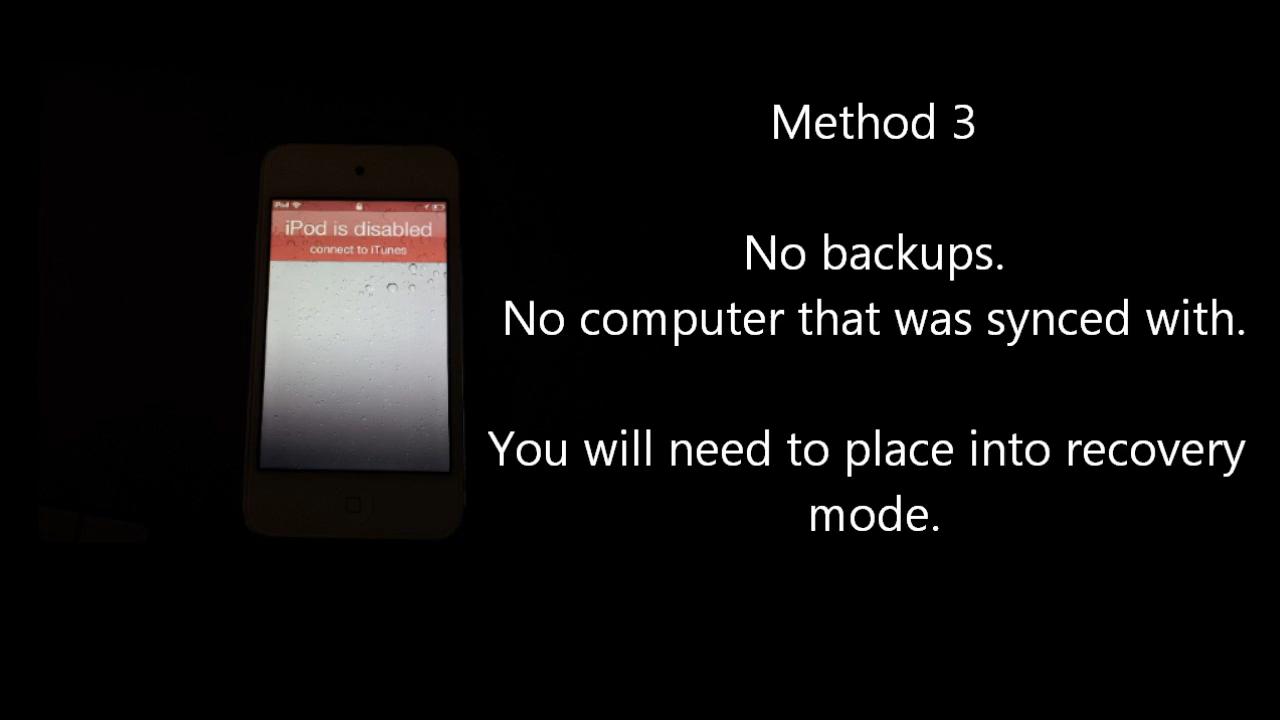 Method 3
No backups.
No computer that was synced with.
You will need to place into recovery
mode.
iPod
iPod is disabled
connect to iTunes